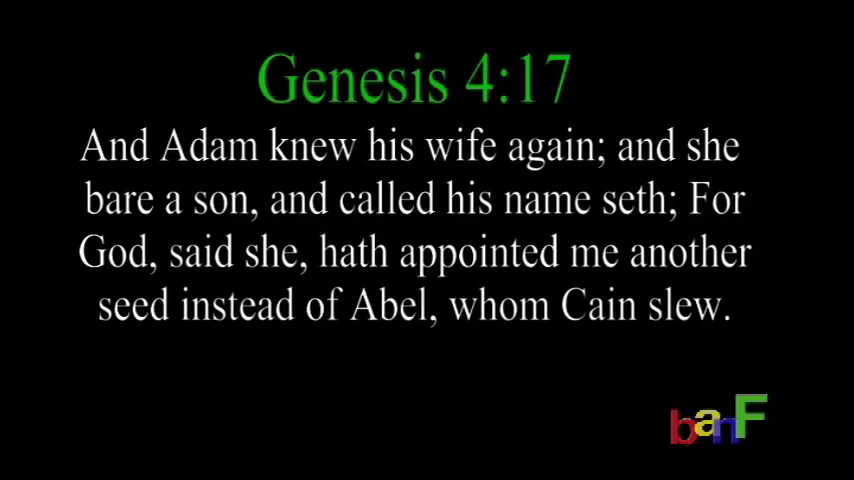 Genesis 4:17
And Adam knew his wife again; and she
bare a son, and called his name seth; For
God, said she, hath appointed me another
seed instead of Abel, whom Cain slew.
banF